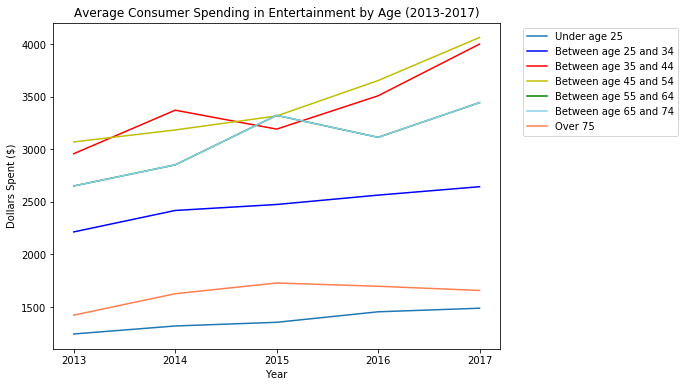 Average Consumer Spending in Entertainment by Age (2013-2017)
Under age 25
Between age 25 and 34
Between age 35 and 44
Between age 45 and 54
Between age 55 and 64
Between age 65 and 74
Over 75
Dollars Spent ($)
4000
3500
3000
2500
2000
1500
2013 2014 2015 2016 2017
Year